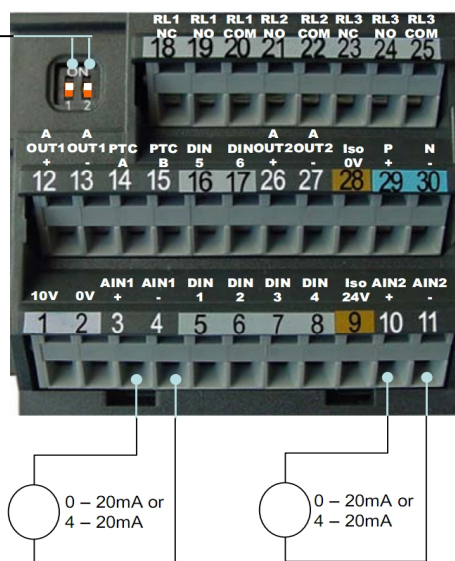 RL1 RL1 RL1 RL2 RL2 RL3 RL3 RL3
NC NO COM NO COM NC NO COM
18 19 20 21 22 23 24 25
ON
1 2
A A A A
OUT1 OUT1 PTC PTC DIN DIN OUT2 OUT2 Iso P N
+ - A B 5 6 + - 0V + -
12 13 14 15 16 17 26 27 28 29 30
AIN1 AIN1 DIN DIN DIN DIN Iso AIN2 AIN2
10V 0V + - 1 2 3 4 24V + -
1 2 3 4 5 6 7 8 9 10 11
0 – 20mA or
4 – 20mA
0 – 20mA or
4 – 20mA